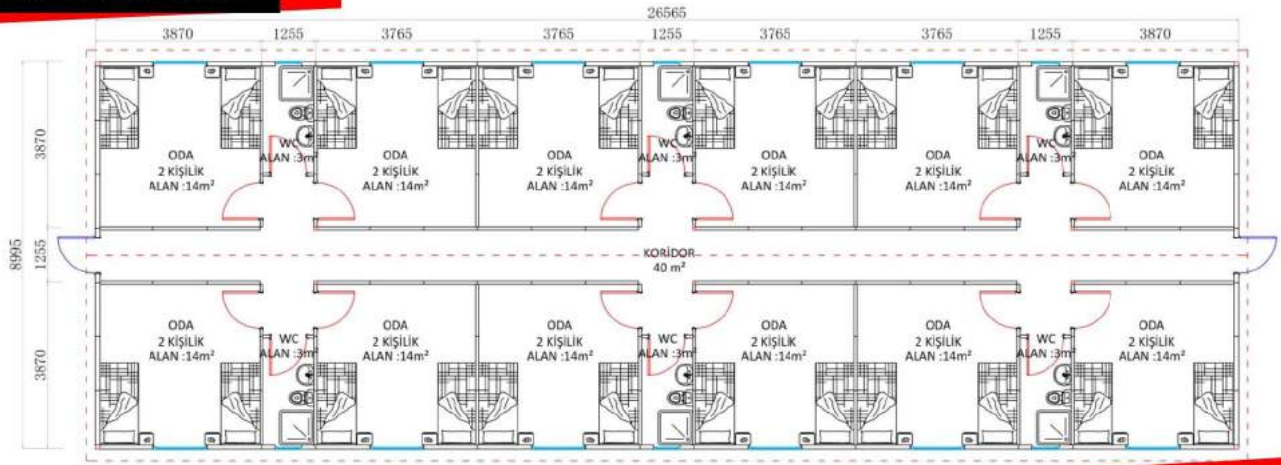 26565
3870 1255 3765 3765 1255 3765 3765 1255 3870
8995
3870
1255
3870
ODA
2 KİŞİLİK
ALAN :14m²
WC
ALAN :3m²
ODA
2 KİŞİLİK
ALAN :14m²
ODA
2 KİŞİLİK
ALAN :14m²
WC
ALAN :3m²
ODA
2 KİŞİLİK
ALAN :14m²
ODA
2 KİŞİLİK
ALAN :14m²
WC
ALAN :3m²
ODA
2 KİŞİLİK
ALAN :14m²
KORİDOR
40 m²
ODA
2 KİŞİLİK
ALAN :14m²
WC
ALAN :3m²
ODA
2 KİŞİLİK
ALAN :14m²
ODA
2 KİŞİLİK
ALAN :14m²
WC
ALAN :3m²
ODA
2 KİŞİLİK
ALAN :14m²
ODA
2 KİŞİLİK
ALAN :14m²
WC
ALAN :3m²
ODA
2 KİŞİLİK
ALAN :14m²